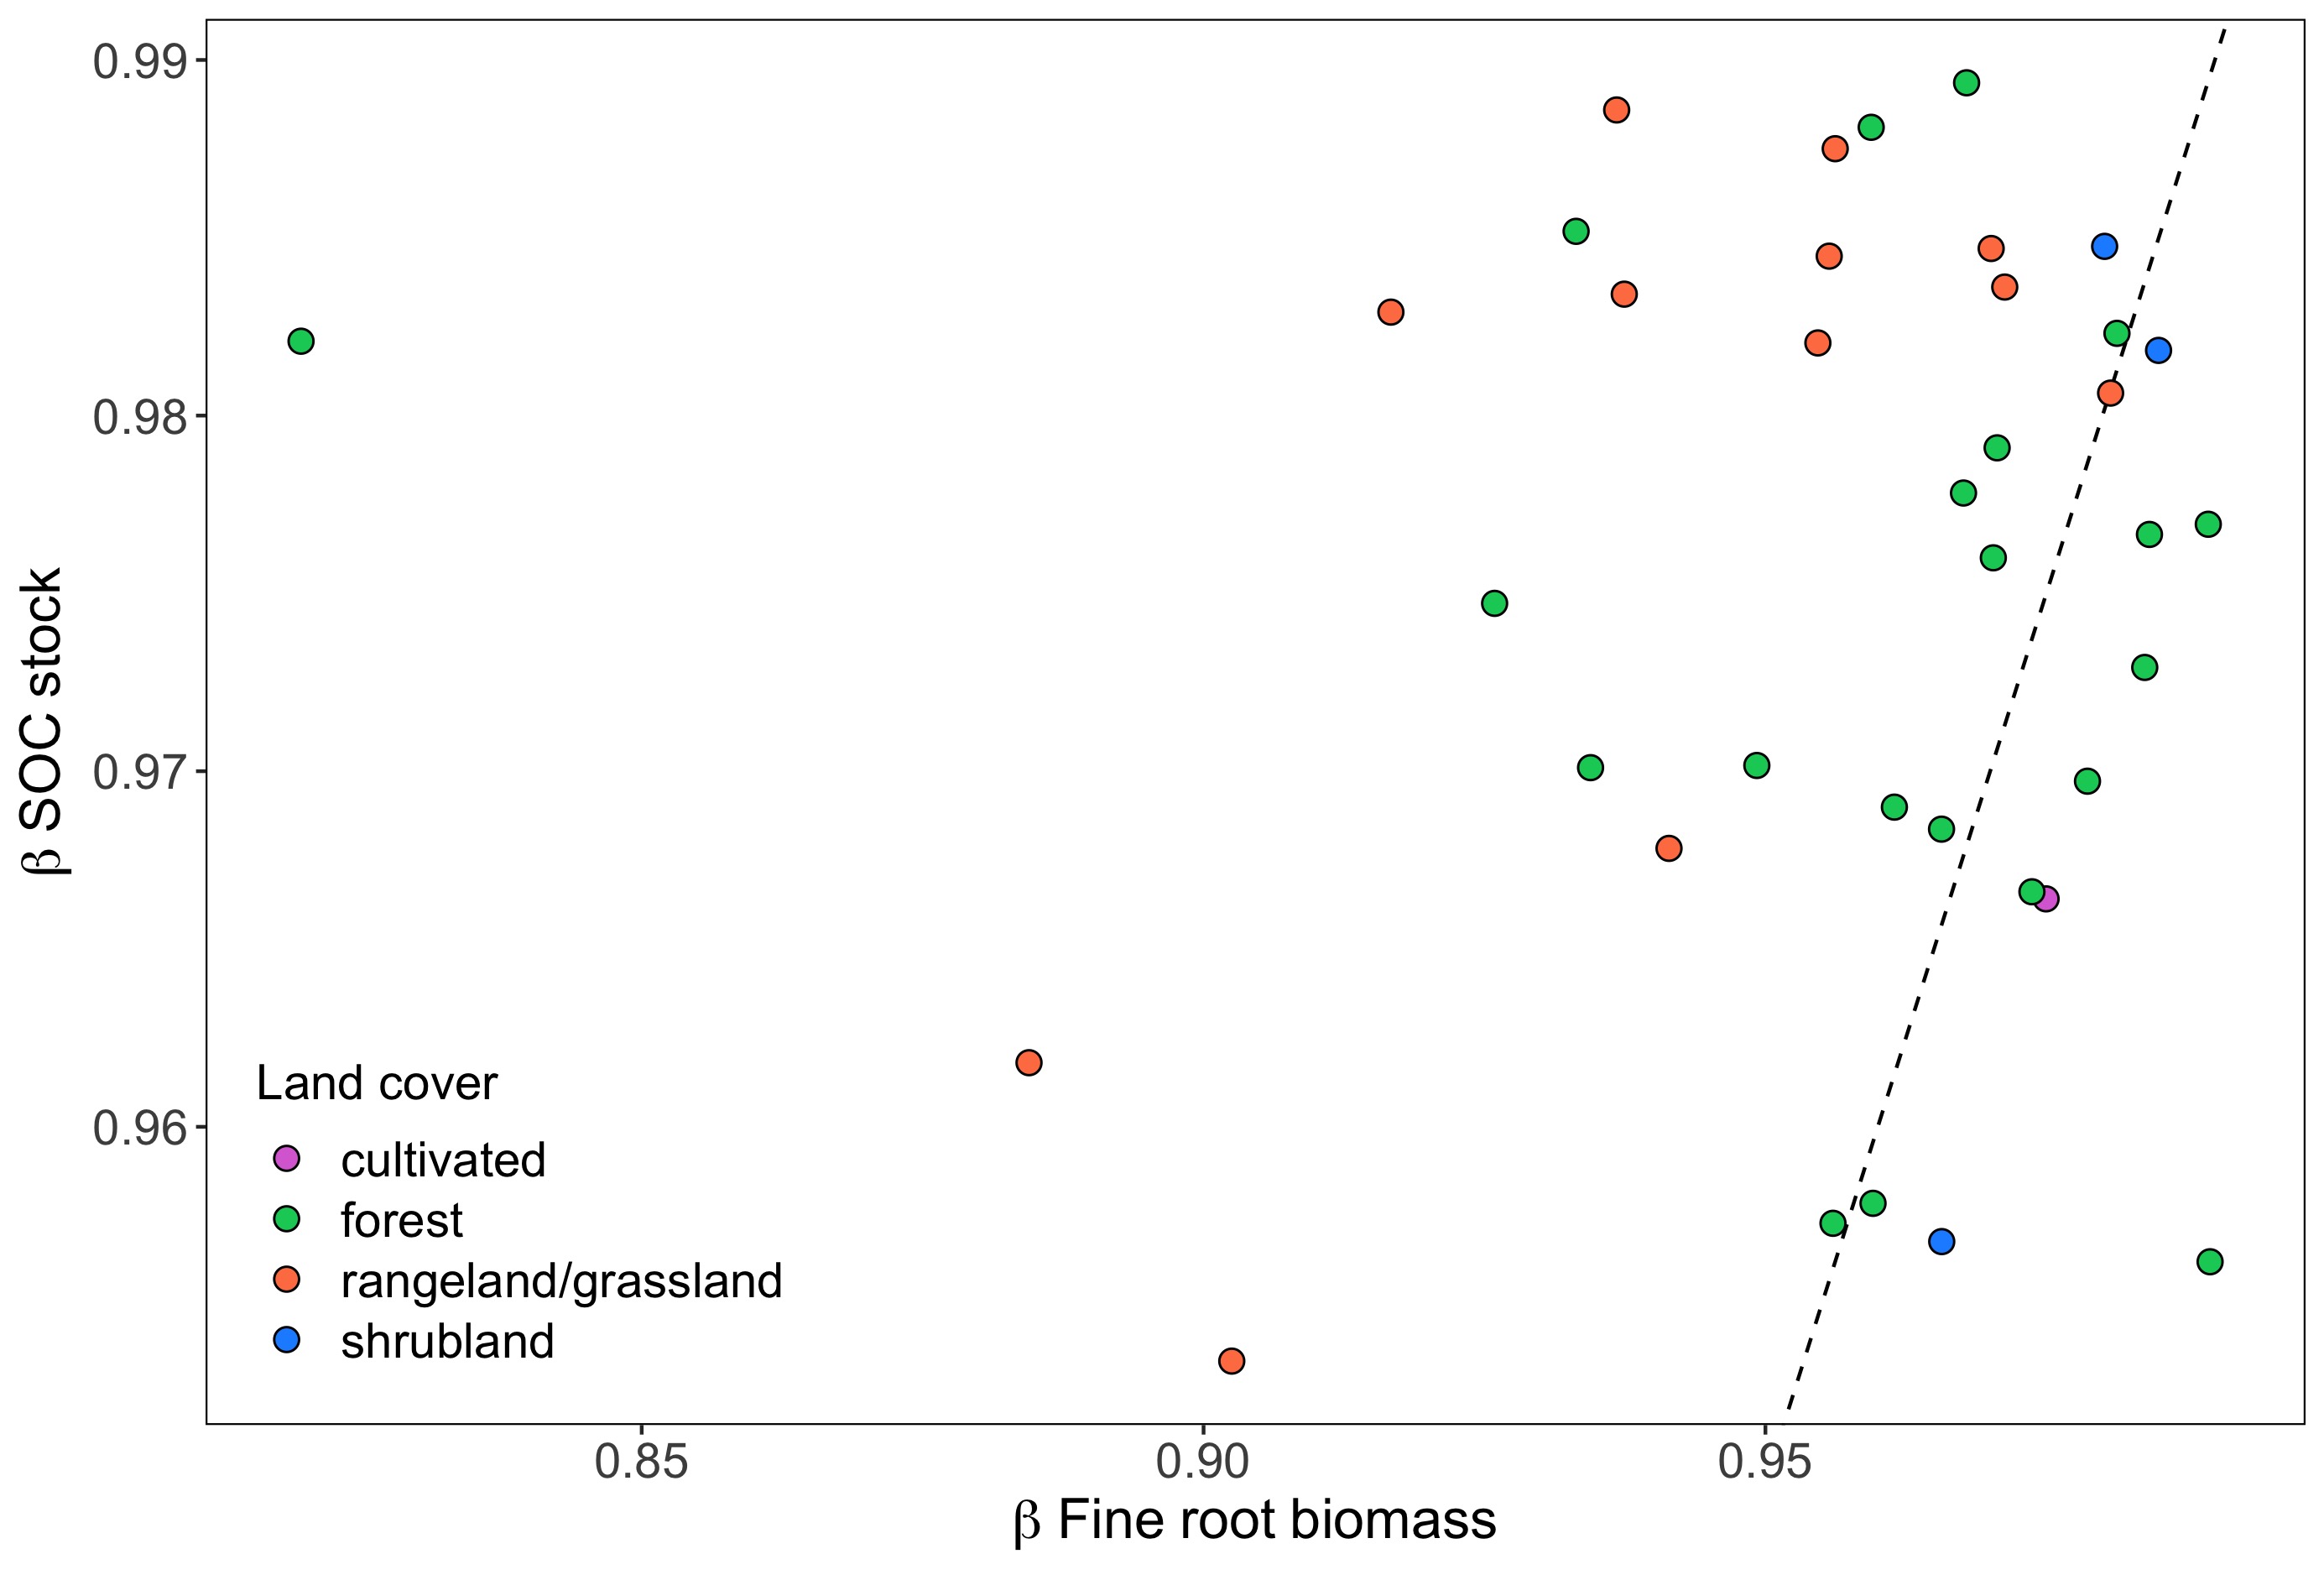 0.99
0.98
0.97
0.96
β SOC stock
Land cover
cultivated
forest
rangeland/grassland
shrubland
0.85
0.90
0.95
β Fine root biomass